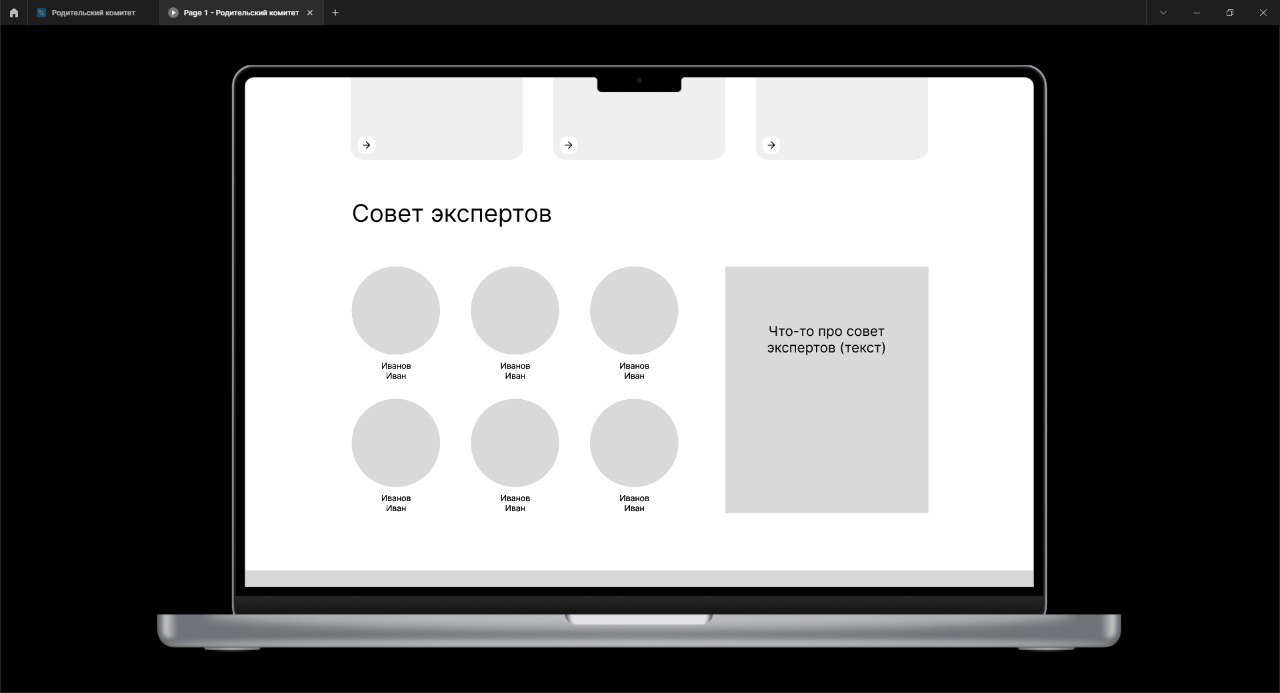 Родительский комитет
Page 1 - Родительский комитет
Совет экспертов
Иванов
Иван
Иванов
Иван
Иванов
Иван
Что-то про совет
экспертов (текст)
Иванов
Иван
Иванов
Иван
Иванов
Иван